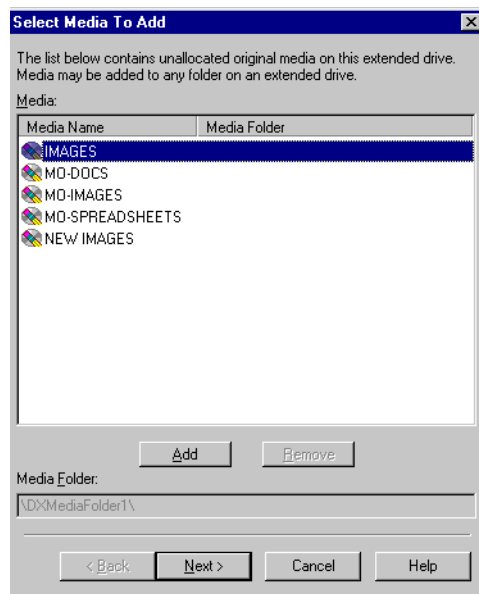 Select Media To Add
The list below contains unallocated original media on this extended drive.
Media may be added to any folder on an extended drive.
Media:
Media Name Media Folder
IMAGES
MO-DOCS
MO-IMAGES
MO-SPREADSHEETS
NEW IMAGES
Add Remove
Media Folder:
\DXMediaFolder1\
< Back Next > Cancel Help